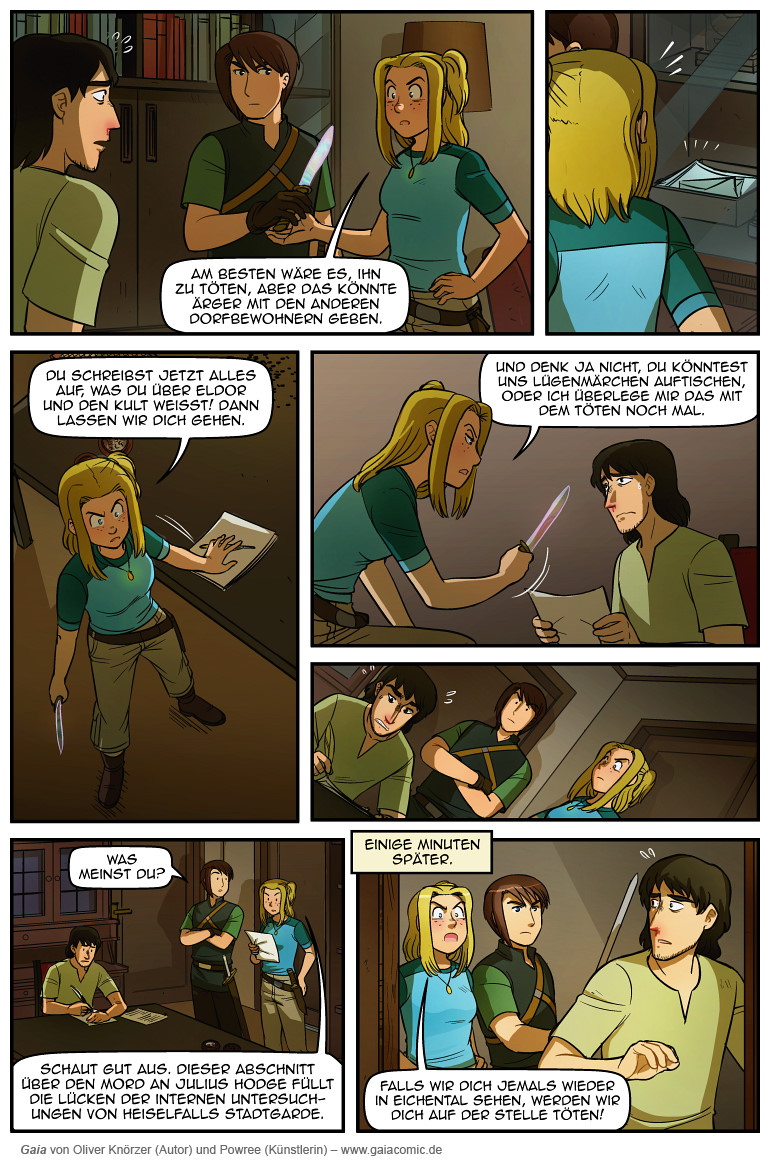 AM BESTEN WÄRE ES, IHN
ZU TÖTEN, ABER DAS KÖNNTE
ÄRGER MIT DEN ANDEREN
DORFBEWOHNERN GEBEN.
DU SCHREIBST JETZT ALLES
AUF, WAS DU ÜBER ELDOR
UND DEN KULT WEISST! DANN
LASSEN WIR DICH GEHEN.
UND DENK JA NICHT, DU KÖNNTEST
UNS LÜGENMÄRCHEN AUFTISCHEN,
ODER ICH ÜBERLEGE MIR DAS MIT
DEM TÖTEN NOCH MAL.
WAS
MEINST DU?
SCHAUT GUT AUS. DIESER ABSCHNITT
ÜBER DEN MORD AN JULIUS HODGE FÜLLT
DIE LÜCKEN DER INTERNEN UNTERSUCH-
UNGEN VON HEISELFALLS STADTGARDE.
EINIGE MINUTEN
SPÄTER.
FALLS WIR DICH JEMALS WIEDER
IN EICHENTAL SEHEN, WERDEN WIR
DICH AUF DER STELLE TÖTEN!
Gaia von Oliver Knörzer (Autor) und Powree (Künstlerin) – www.gaiacomic.de